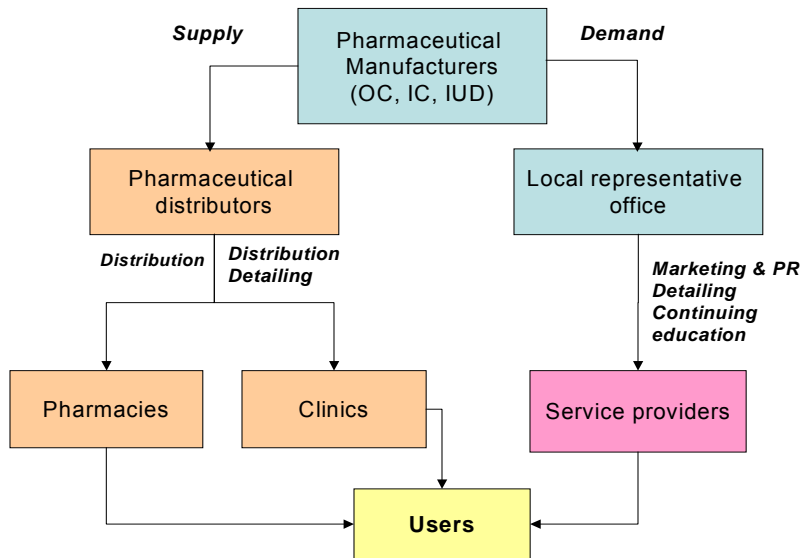 Supply
Pharmaceutical
Manufacturers
(OC, IC, IUD)
Demand
Pharmaceutical
distributors
Local representative
office
Distribution
Distribution
Detailing
Marketing & PR
Detailing
Continuing
education
Pharmacies
Clinics
Service providers
Users